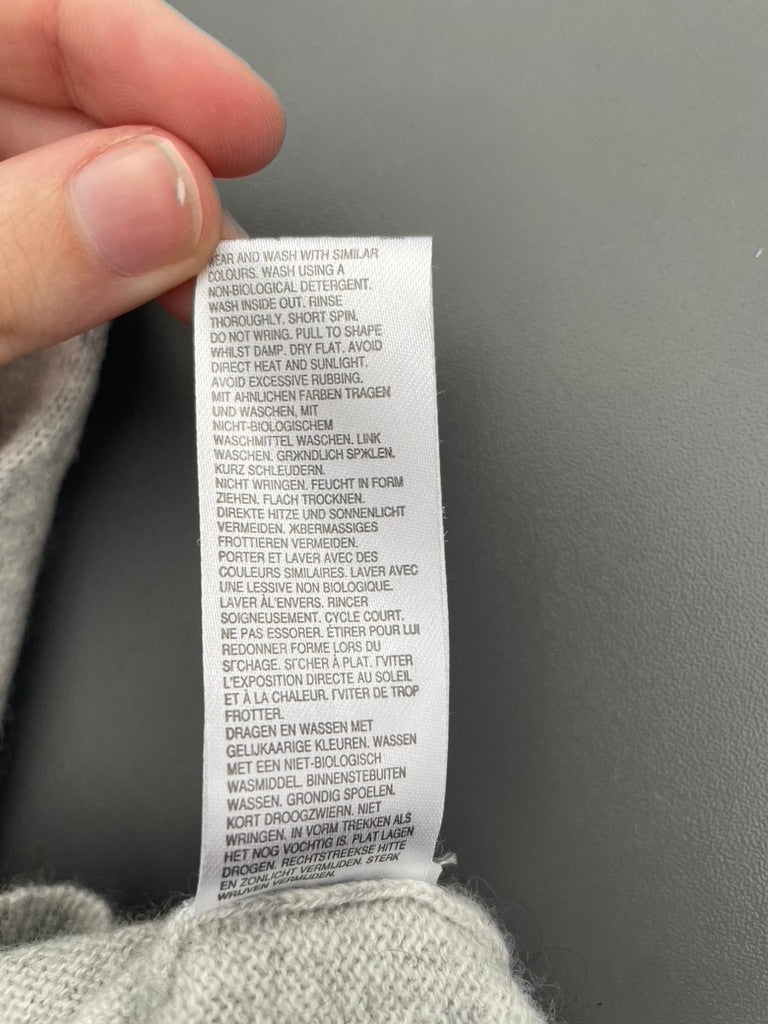 EAR AND WASH WITH SIMILAR
COLOURS. WASH USING A
NON-BIOLOGICAL DETERGENT.
WASH INSIDE OUT. RINSE
THOROUGHLY. SHORT SPIN.
DO NOT WRING. PULL TO SHAPE
WHILST DAMP. DRY FLAT. AVOID
DIRECT HEAT AND SUNLIGHT.
AVOID EXCESSIVE RUBBING.
MIT AHNLICHEN FARBEN TRAGEN
UND WASCHEN, MIT
NICHT-BIOLOGISCHEM
WASCHMITTEL WASCHEN. LINK
WASCHEN. GRЖNDLICH SPЖLEN.
KURZ SCHLEUDERN.
NICHT WRINGEN. FEUCHT IN FORM
ZIEHEN. FLACH TROCKNEN.
DIREKTE HITZE UND SONNENLICHT
VERMEIDEN. ЖBERMASSIGES
FROTTIEREN VERMEIDEN.
PORTER ET LAVER AVEC DES
COULEURS SIMILAIRES. LAVER AVEC
UNE LESSIVE NON BIOLOGIQUE.
LAVER ÀL'ENVERS. RINCER
SOIGNEUSEMENT. CYCLE COURT.
NE PAS ESSORER. ÉTIRER POUR LUI
REDONNER FORME LORS DU
SГCHAGE. SГCHER À PLAT. ГVITER
L'EXPOSITION DIRECTE AU SOLEIL
ET À LA CHALEUR. ГVITER DE TROP
FROTTER.
DRAGEN EN WASSEN MET
GELIJKAARIGE KLEUREN. WASSEN
MET EEN NIET-BIOLOGISCH
WASMIDDEL. BINNENSTEBUITEN
WASSEN. GRONDIG SPOELEN.
KORT DROOGZWIERN. NIET
WRINGEN. IN VORM TREKKEN ALS
HET NOG VOCHTIG IS. PLAT LAGEN
DROGEN. RECHTSTREEKSE HITTE
EN ZONLICHT VERMIJDEN. STERK
WRIJVEN VERMIJDEN.